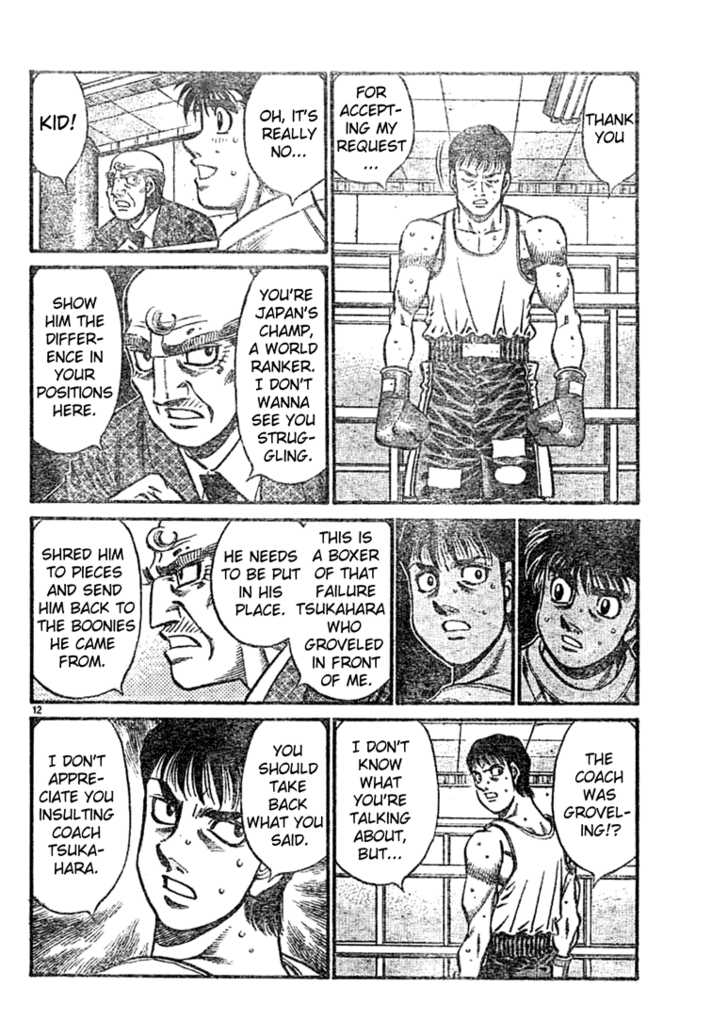 THANK
YOU
FOR
ACCEPT-
ING MY
REQUEST
...
OH, IT'S
REALLY
NO...
KID!
YOU'RE
JAPAN'S
CHAMP,
A WORLD
RANKER.
I DON'T
WANNA
SEE YOU
STRUG-
GLING.
SHOW
HIM THE
DIFFER-
ENCE IN
YOUR
POSITIONS
HERE.
THIS IS
A BOXER
OF THAT
FAILURE
TSUKAHARA
WHO
GROVELED
IN FRONT
OF ME.
HE NEEDS
TO BE PUT
IN HIS
PLACE.
SHRED HIM
TO PIECES
AND SEND
HIM BACK TO
THE BOONIES
HE CAME
FROM.
12
THE
COACH
WAS
GROVEL-
ING!?
I DON'T
KNOW
WHAT
YOU'RE
TALKING
ABOUT,
BUT...
YOU
SHOULD
TAKE
BACK
WHAT YOU
SAID.
I DON'T
APPRE-
CIATE YOU
INSULTING
COACH
TSUKA-
HARA.